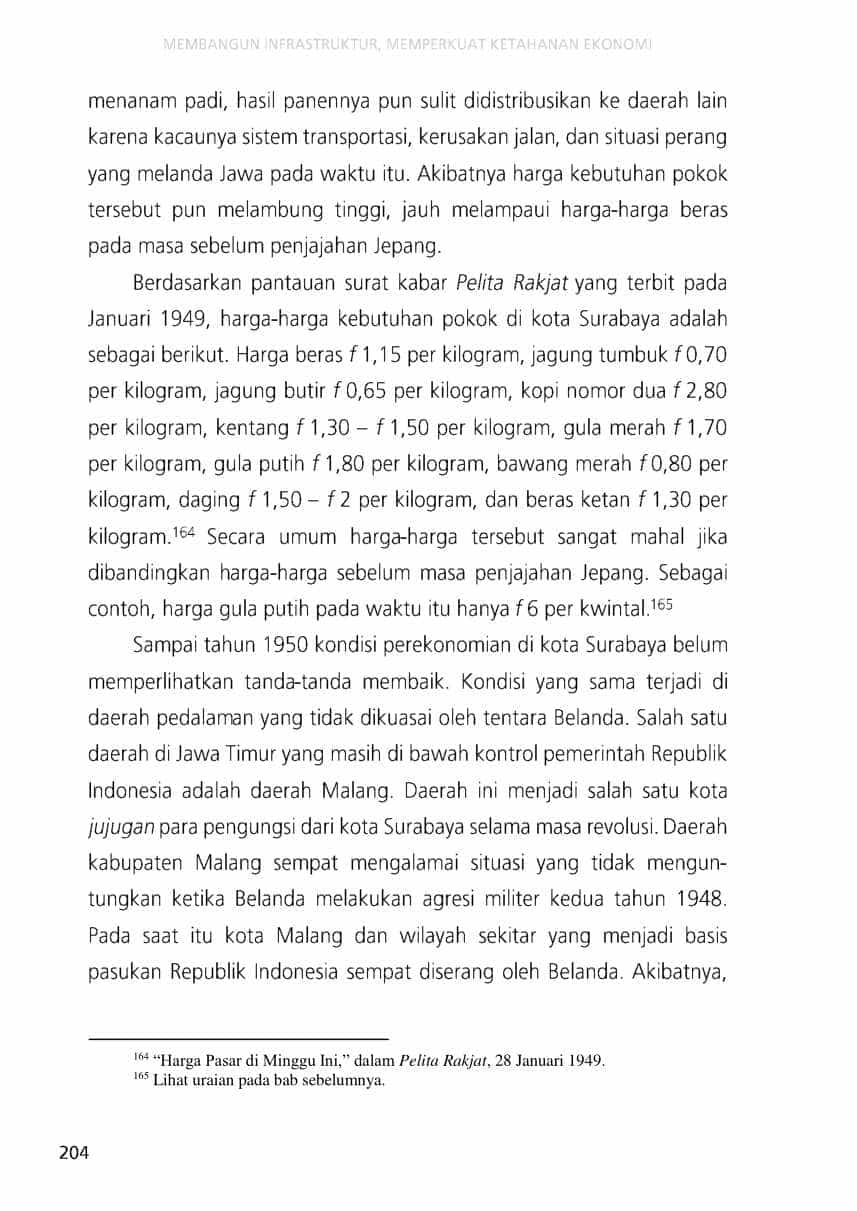 MEMBANGUN INFRASTRUKTUR, MEMPERKUAT KETAHANAN EKONOMI
menanam padi, hasil panennya pun sulit didistribusikan ke daerah lain
karena kacaunya sistem transportasi, kerusakan jalan, dan situasi perang
yang melanda Jawa pada waktu itu. Akibatnya harga kebutuhan pokok
tersebut pun melambung tinggi, jauh melampaui harga-harga beras
pada masa sebelum penjajahan Jepang.
Berdasarkan pantauan surat kabar Pelita Rakjat yang terbit pada
Januari 1949, harga-harga kebutuhan pokok di kota Surabaya adalah
sebagai berikut. Harga beras f 1,15 per kilogram, jagung tumbuk f 0,70
per kilogram, jagung butir f 0,65 per kilogram, kopi nomor dua f 2,80
per kilogram, kentang f 1,30 – f 1,50 per kilogram, gula merah f 1,70
per kilogram, gula putih f 1,80 per kilogram, bawang merah f 0,80 per
kilogram, daging f 1,50 – f 2 per kilogram, dan beras ketan f 1,30 per
kilogram.164 Secara umum harga-harga tersebut sangat mahal jika
dibandingkan harga-harga sebelum masa penjajahan Jepang. Sebagai
contoh, harga gula putih pada waktu itu hanya f 6 per kwintal.165
Sampai tahun 1950 kondisi perekonomian di kota Surabaya belum
memperlihatkan tanda-tanda membaik. Kondisi yang sama terjadi di
daerah pedalaman yang tidak dikuasai oleh tentara Belanda. Salah satu
daerah di Jawa Timur yang masih di bawah kontrol pemerintah Republik
Indonesia adalah daerah Malang. Daerah ini menjadi salah satu kota
jujugan para pengungsi dari kota Surabaya selama masa revolusi. Daerah
kabupaten Malang sempat mengalamai situasi yang tidak mengun-
tungkan ketika Belanda melakukan agresi militer kedua tahun 1948.
Pada saat itu kota Malang dan wilayah sekitar yang menjadi basis
pasukan Republik Indonesia sempat diserang oleh Belanda. Akibatnya,
164 “Harga Pasar di Minggu Ini,” dalam Pelita Rakjat, 28 Januari 1949.
165 Lihat uraian pada bab sebelumnya.
204